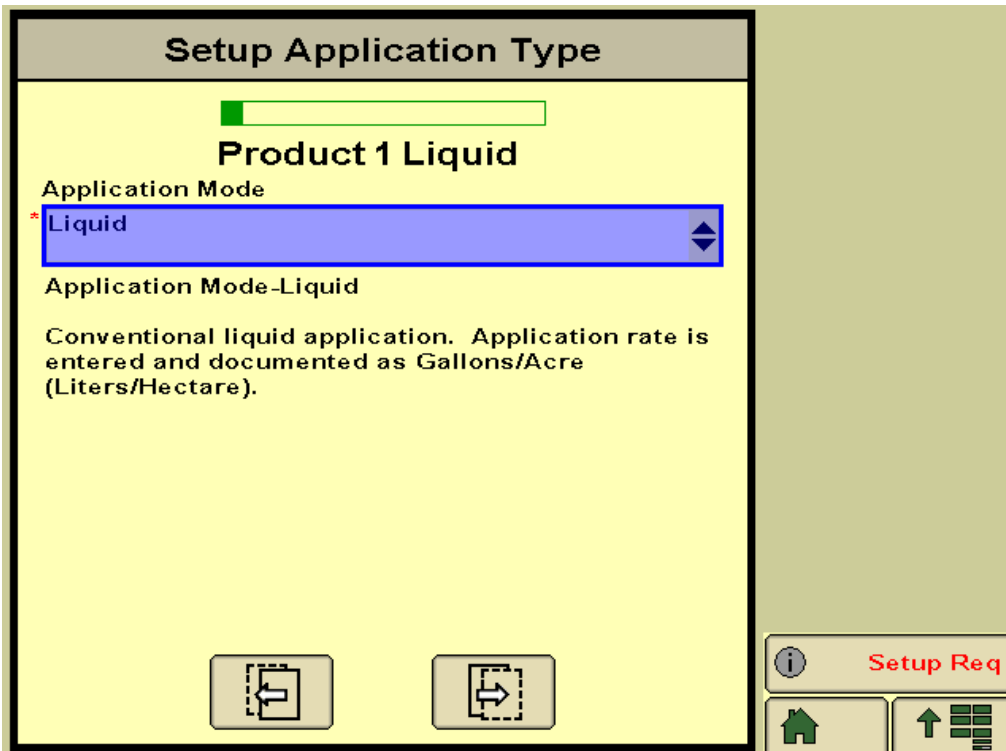 Setup Application Type
Product 1 Liquid
Application Mode
* Liquid
Application Mode-Liquid
Conventional liquid application. Application rate is
entered and documented as Gallons/Acre
(Liters/Hectare).
Setup Req